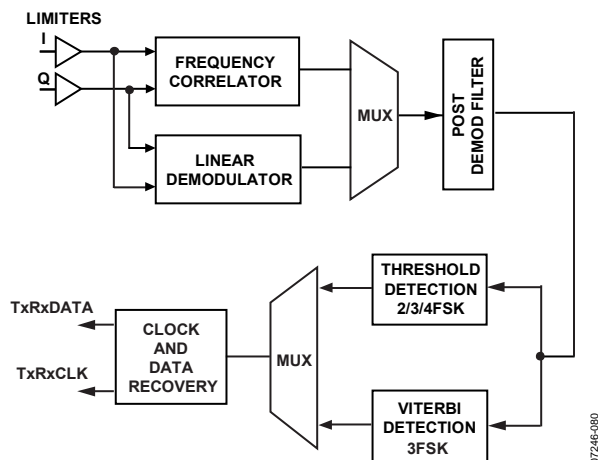 LIMITERS
I
Q
FREQUENCY
CORRELATOR
LINEAR
DEMODULATOR
MUX
POST
DEMOD FILTER
THRESHOLD
DETECTION
2/3/4FSK
VITERBI
DETECTION
3FSK
MUX
CLOCK
AND
DATA
RECOVERY
TxRxDATA
TxRxCLK
07246-080